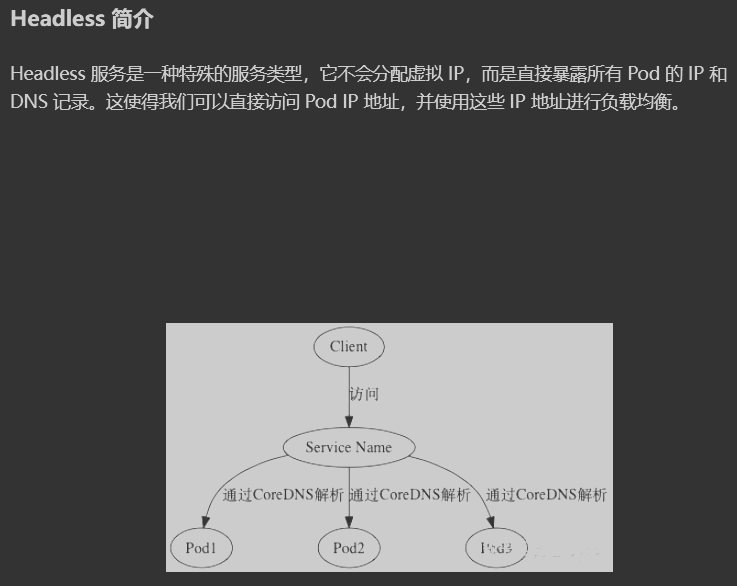 Headless 简介
Headless 服务是一种特殊的服务类型，它不会分配虚拟 IP，而是直接暴露所有 Pod 的 IP 和
DNS 记录。这使得我们可以直接访问 Pod IP 地址，并使用这些 IP 地址进行负载均衡。
Client
访问
Service Name
通过CoreDNS解析 通过CoreDNS解析 通过CoreDNS解析
Pod1 Pod2 Pod3